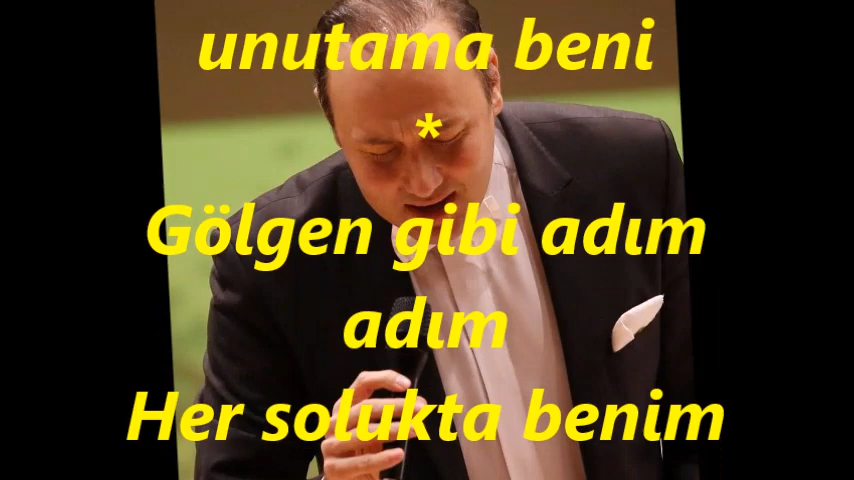 unutama beni
*
Gölgen gibi adım
adım
Her solukta benim